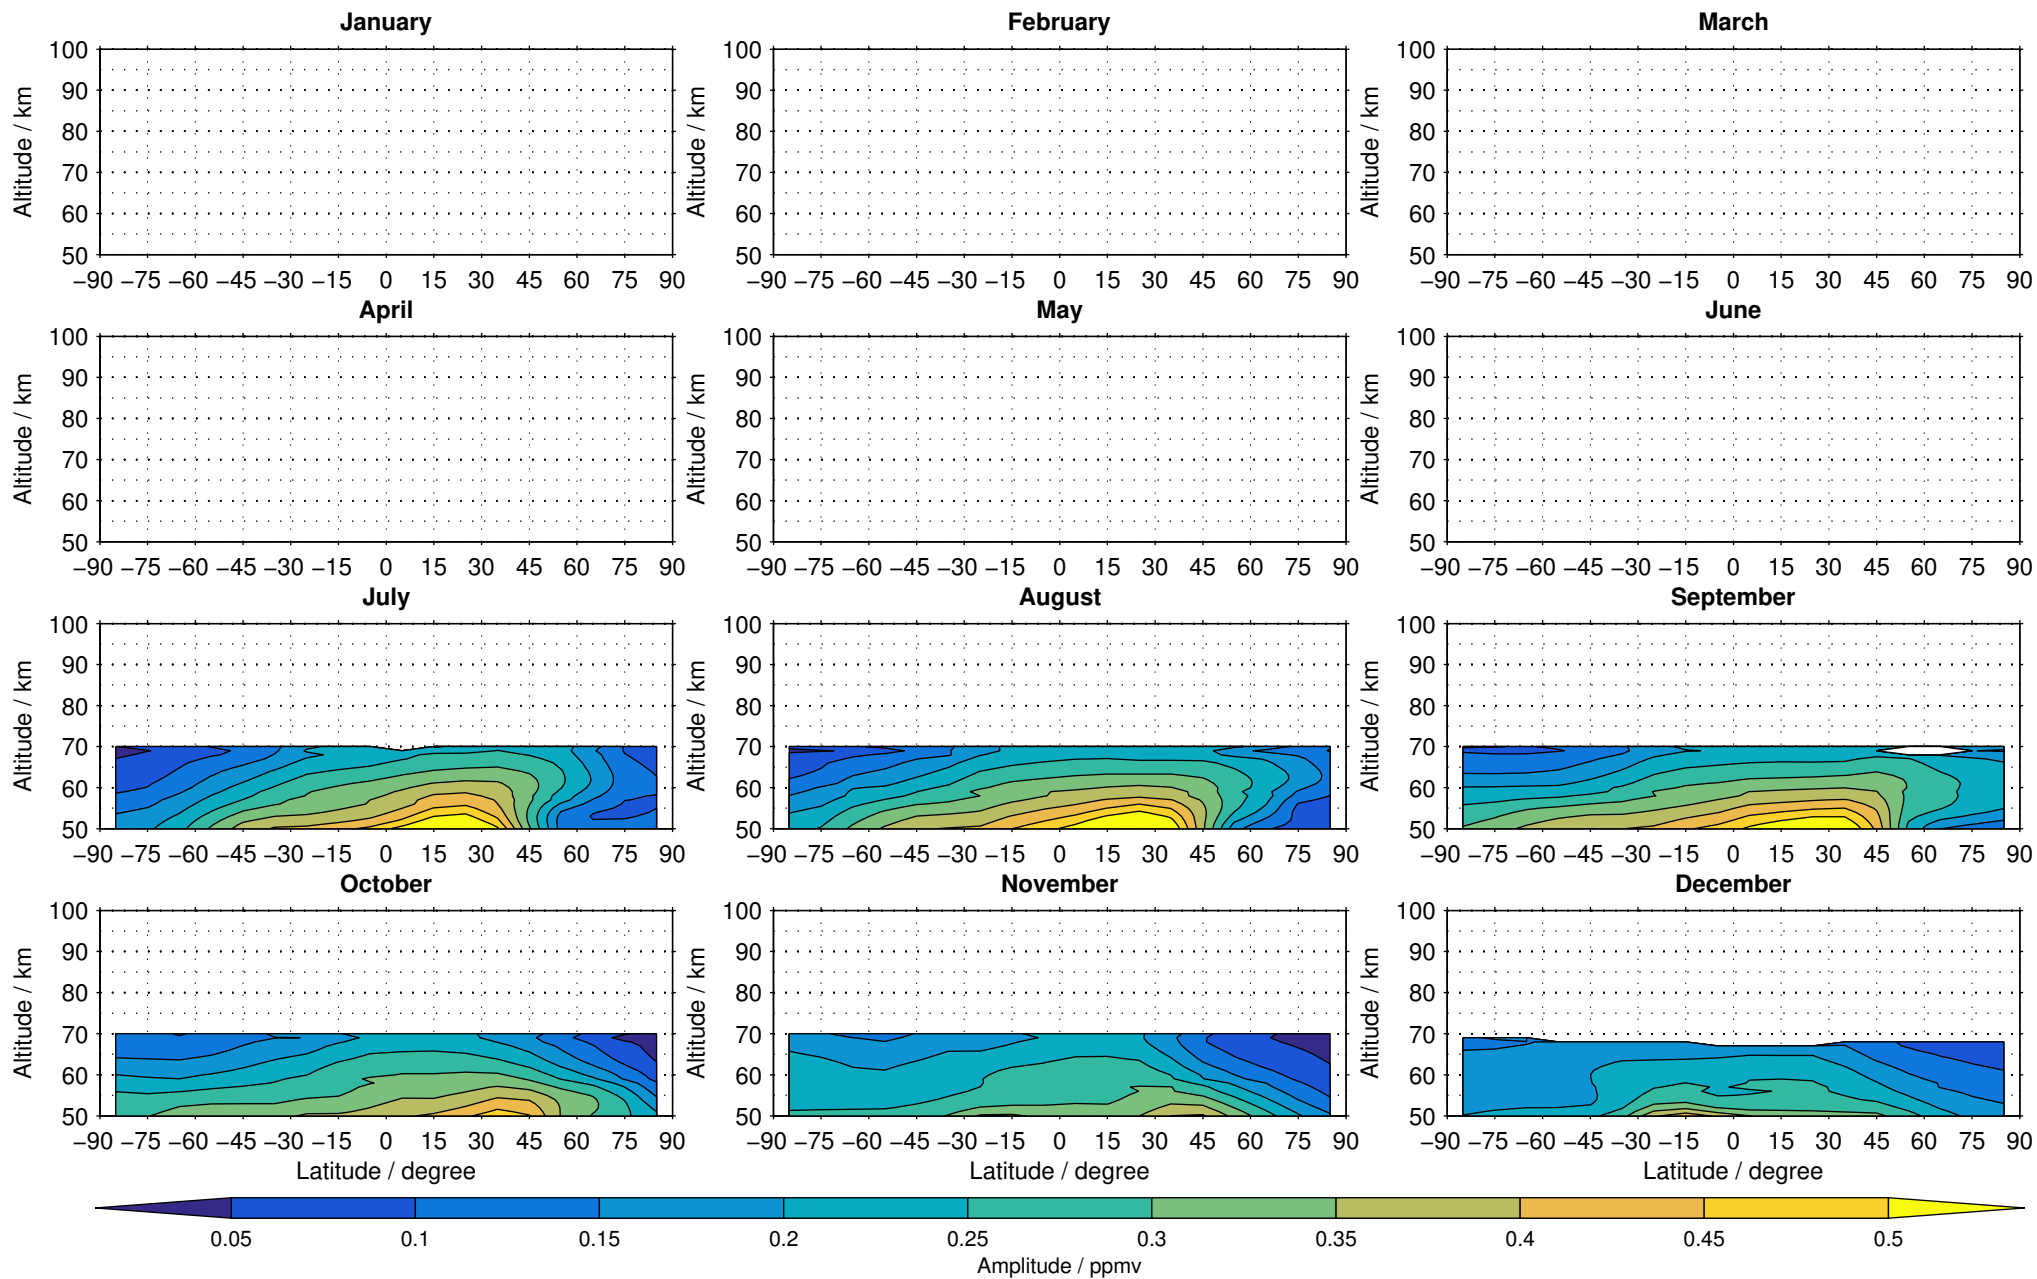 January February March
100 100 100
90 90 90
80 80 80
70 70 70
60 60 60
50 50 50
Altitude / km Altitude / km Altitude / km
−90 −75 −60 −45 −30 −15 0 15 30 45 60 75 90 −90 −75 −60 −45 −30 −15 0 15 30 45 60 75 90 −90 −75 −60 −45 −30 −15 0 15 30 45 60 75 90
April May June
100 100 100
90 90 90
80 80 80
70 70 70
60 60 60
50 50 50
Altitude / km Altitude / km Altitude / km
−90 −75 −60 −45 −30 −15 0 15 30 45 60 75 90 −90 −75 −60 −45 −30 −15 0 15 30 45 60 75 90 −90 −75 −60 −45 −30 −15 0 15 30 45 60 75 90
July August September
100 100 100
90 90 90
80 80 80
70 70 70
60 60 60
50 50 50
Altitude / km Altitude / km Altitude / km
−90 −75 −60 −45 −30 −15 0 15 30 45 60 75 90 −90 −75 −60 −45 −30 −15 0 15 30 45 60 75 90 −90 −75 −60 −45 −30 −15 0 15 30 45 60 75 90
October November December
100 100 100
90 90 90
80 80 80
70 70 70
60 60 60
50 50 50
Altitude / km Altitude / km Altitude / km
−90 −75 −60 −45 −30 −15 0 15 30 45 60 75 90 −90 −75 −60 −45 −30 −15 0 15 30 45 60 75 90 −90 −75 −60 −45 −30 −15 0 15 30 45 60 75 90
Latitude / degree Latitude / degree Latitude / degree
0.05 0.1 0.15 0.2 0.25 0.3 0.35 0.4 0.45 0.5
Amplitude / ppmv